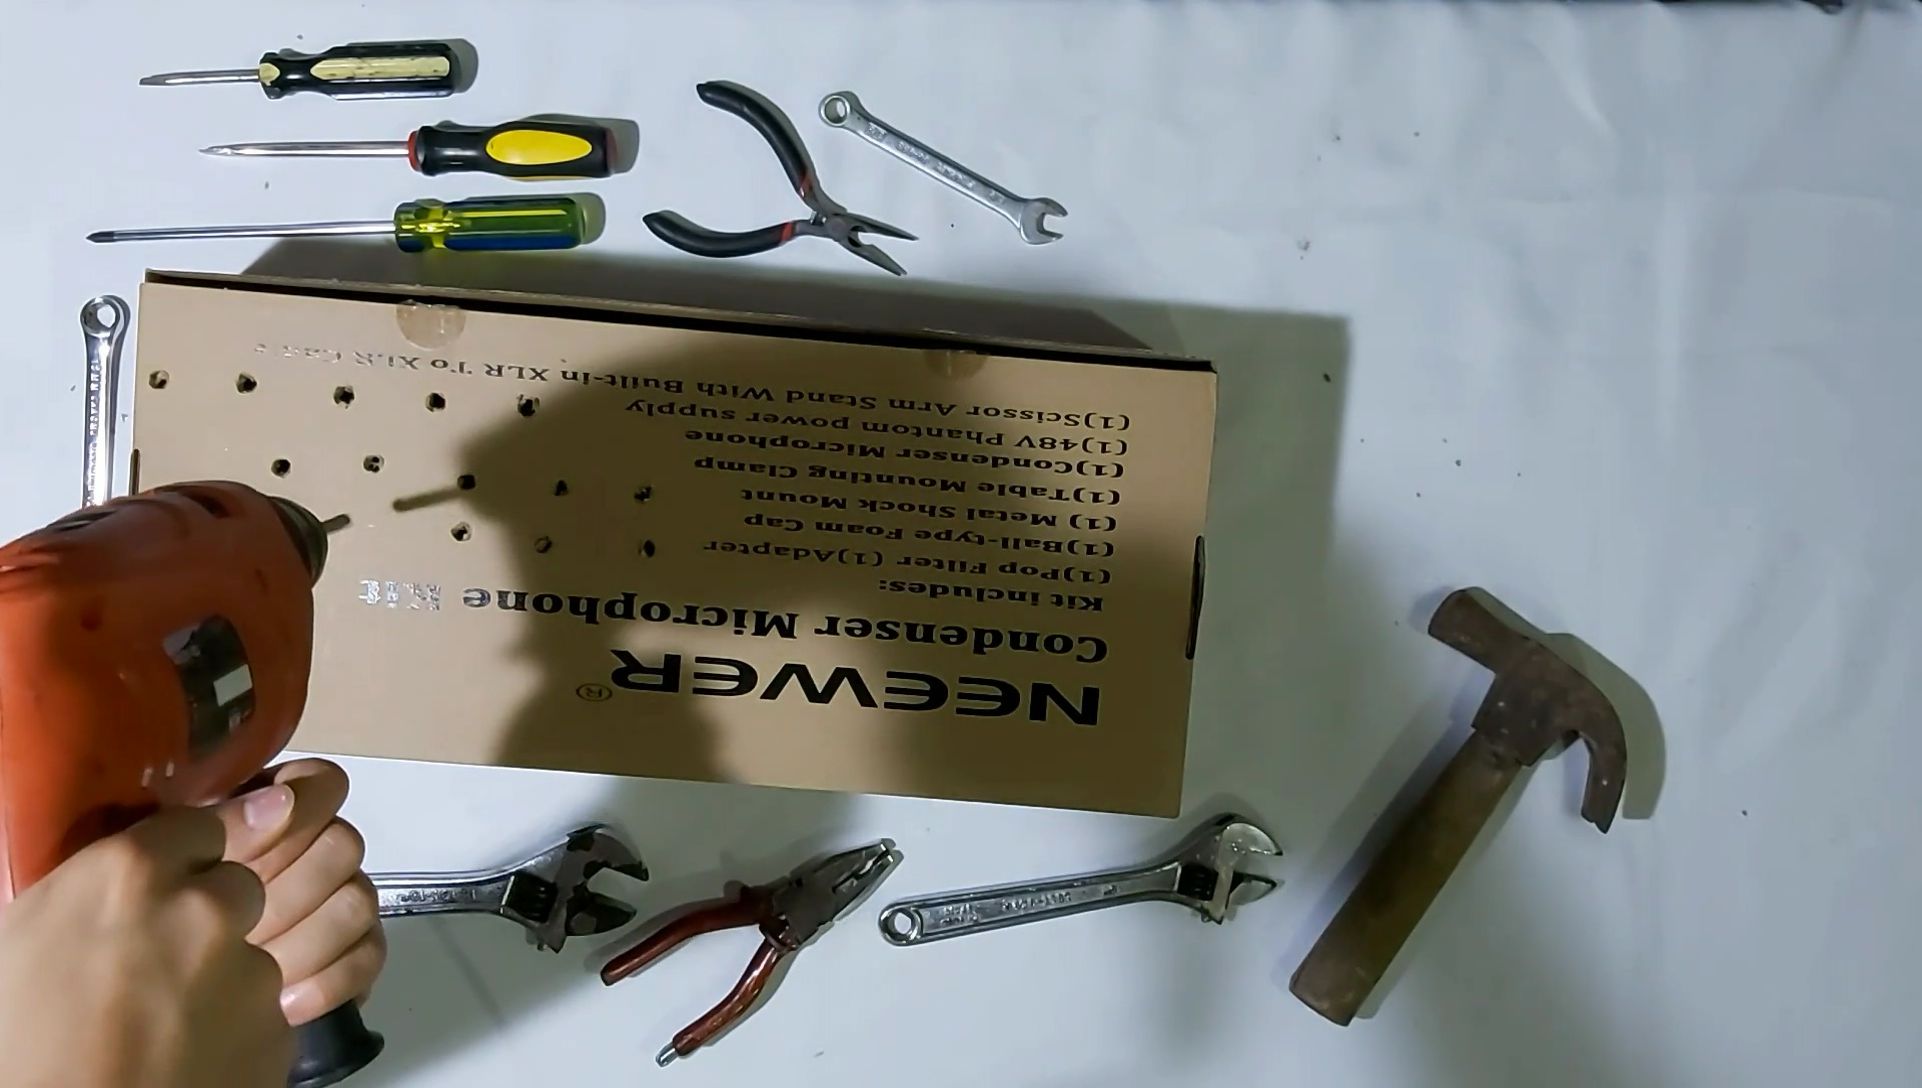 NEEWER®
Condenser Microphone Kit
Kit includes:
(1)Pop Filter (1)Adapter
(1)Ball-type Foam Cap
(1) Metal Shock Mount
(1)Table Mounting Clamp
(1)Condenser Microphone
(1)48V Phantom power supply
(1)Scissor Arm Stand With Built-in XLR To XLR Cable